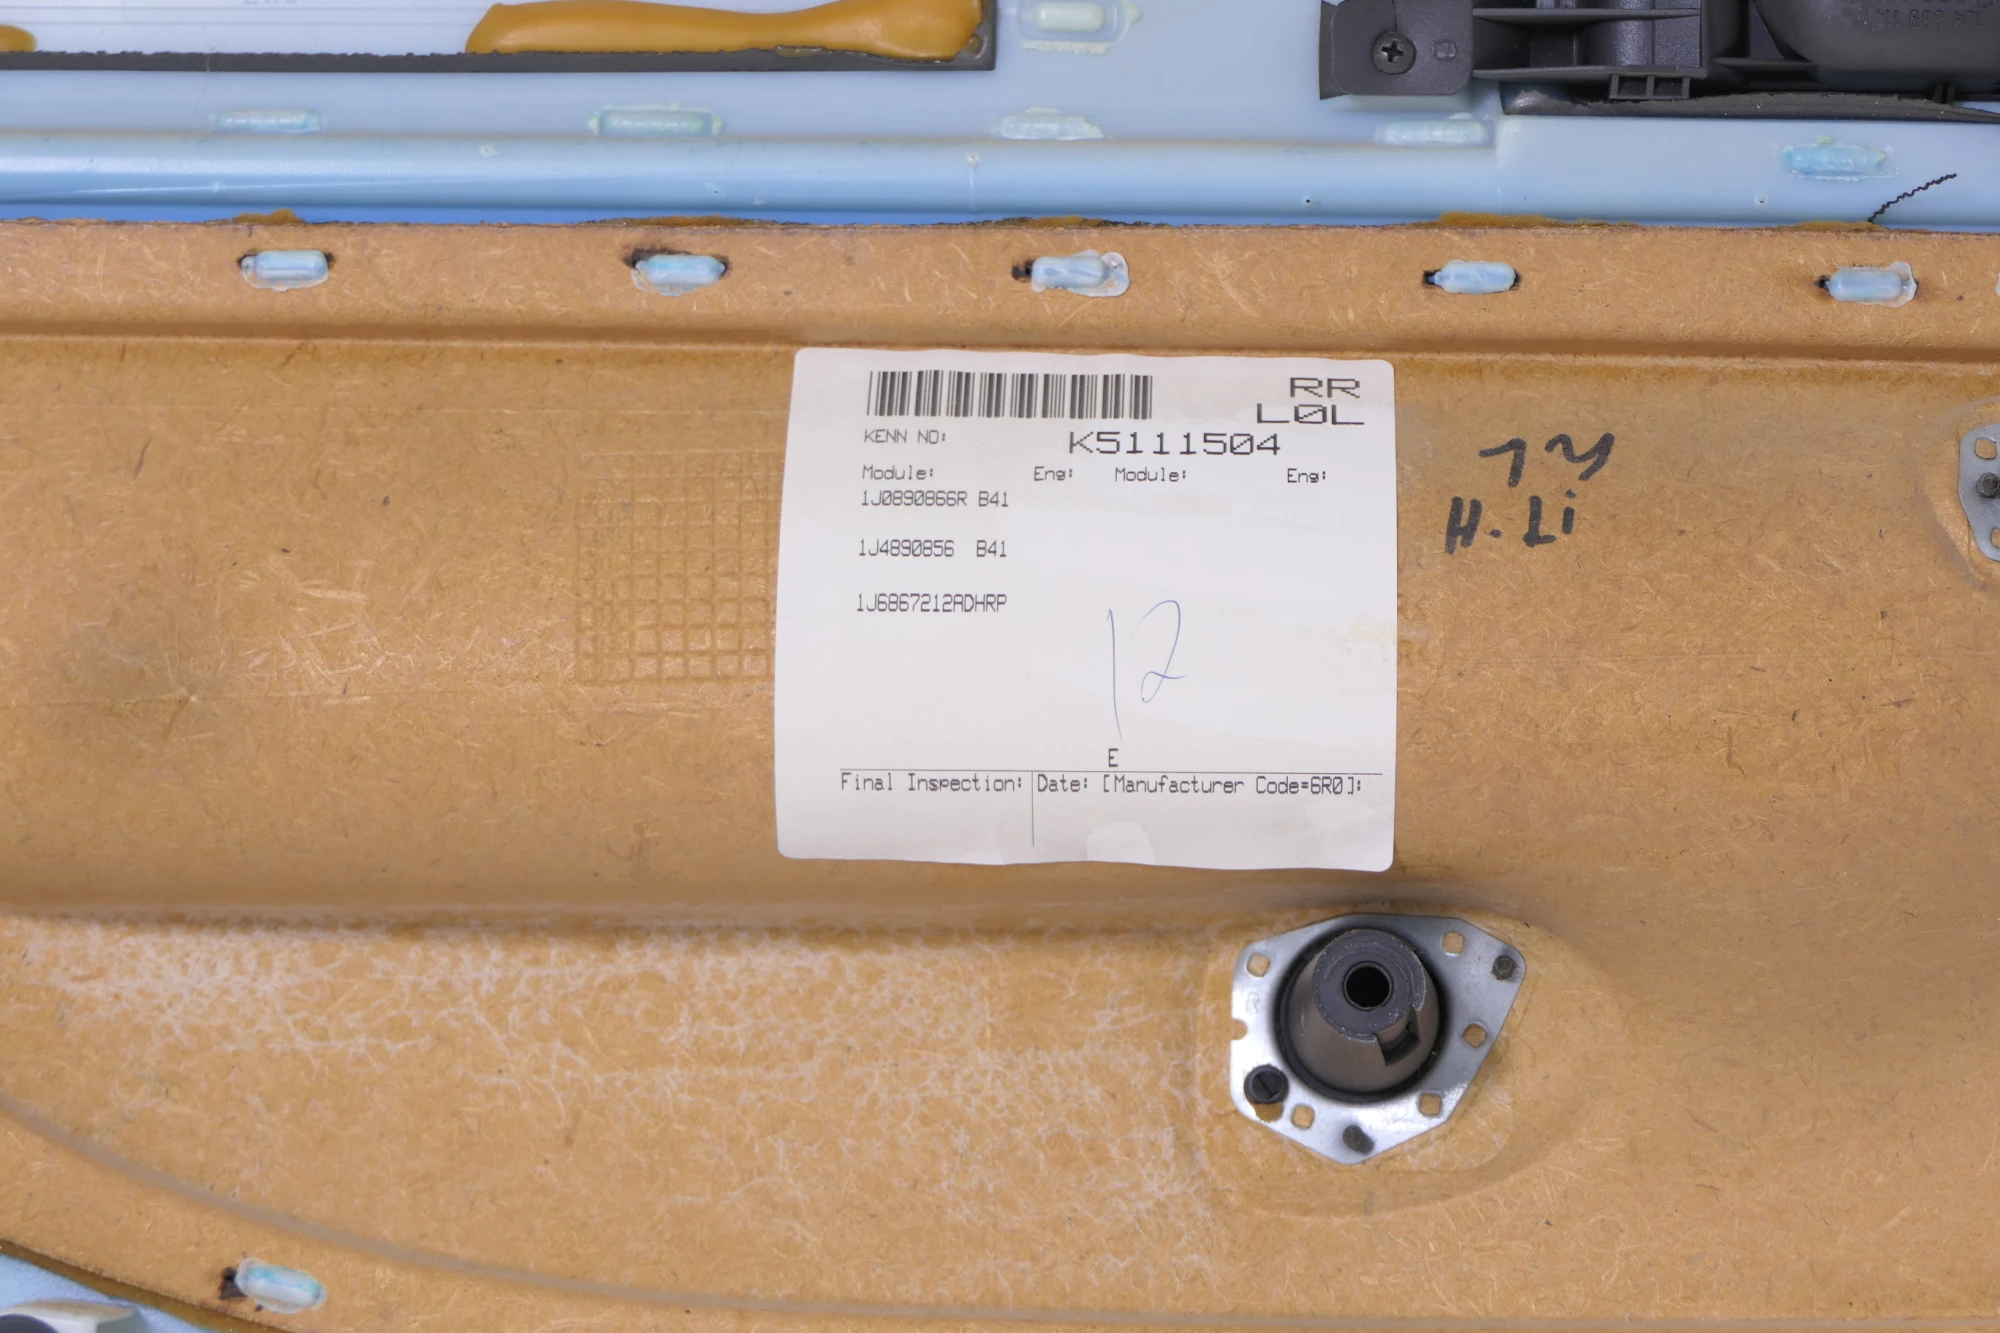 RR
L0L
KENN NO: K5111504
Module: Eng: Module: Eng:
1J0890866R B41
1J4890856 B41
1J6867212ADHRP
12
E
Final Inspection: Date: [Manufacturer Code=6R0]:
H.Li